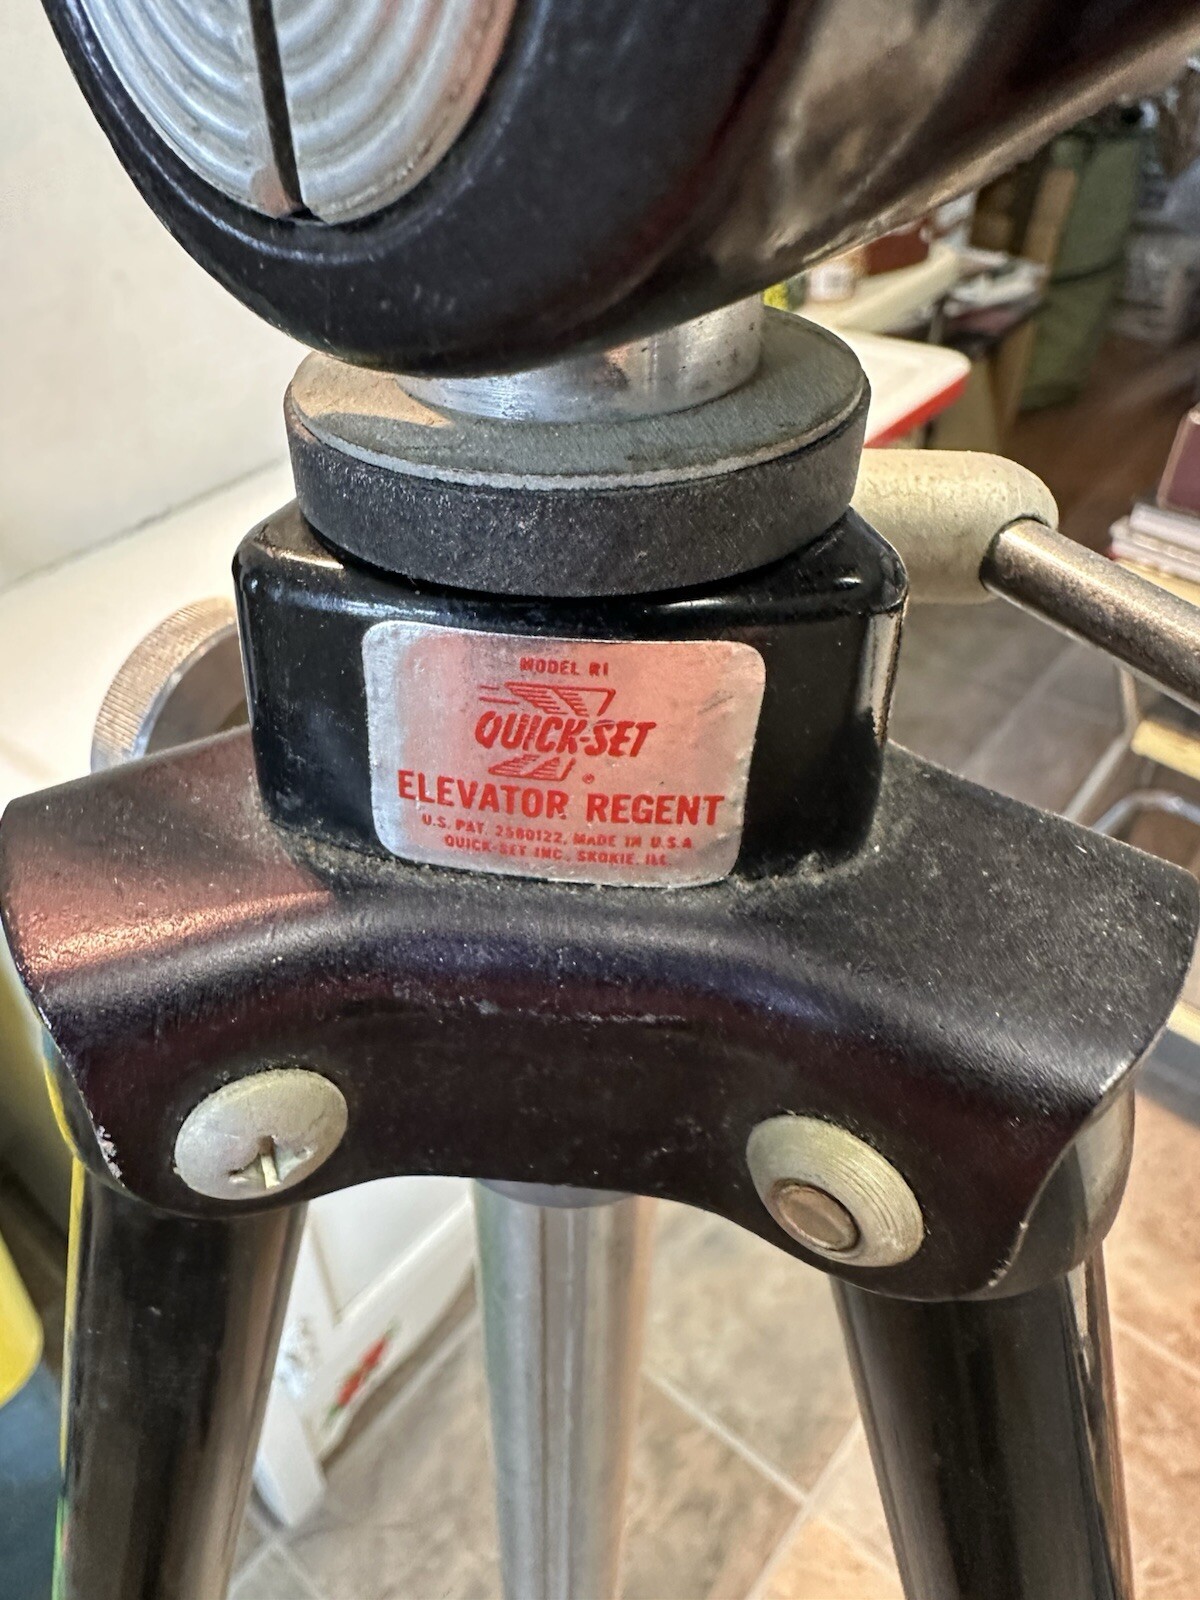 MODEL R1
QUICK-SET
®
ELEVATOR REGENT
U.S. PAT. 2580122, MADE IN U.S.A
QUICK-SET INC., SKOKIE, ILL.